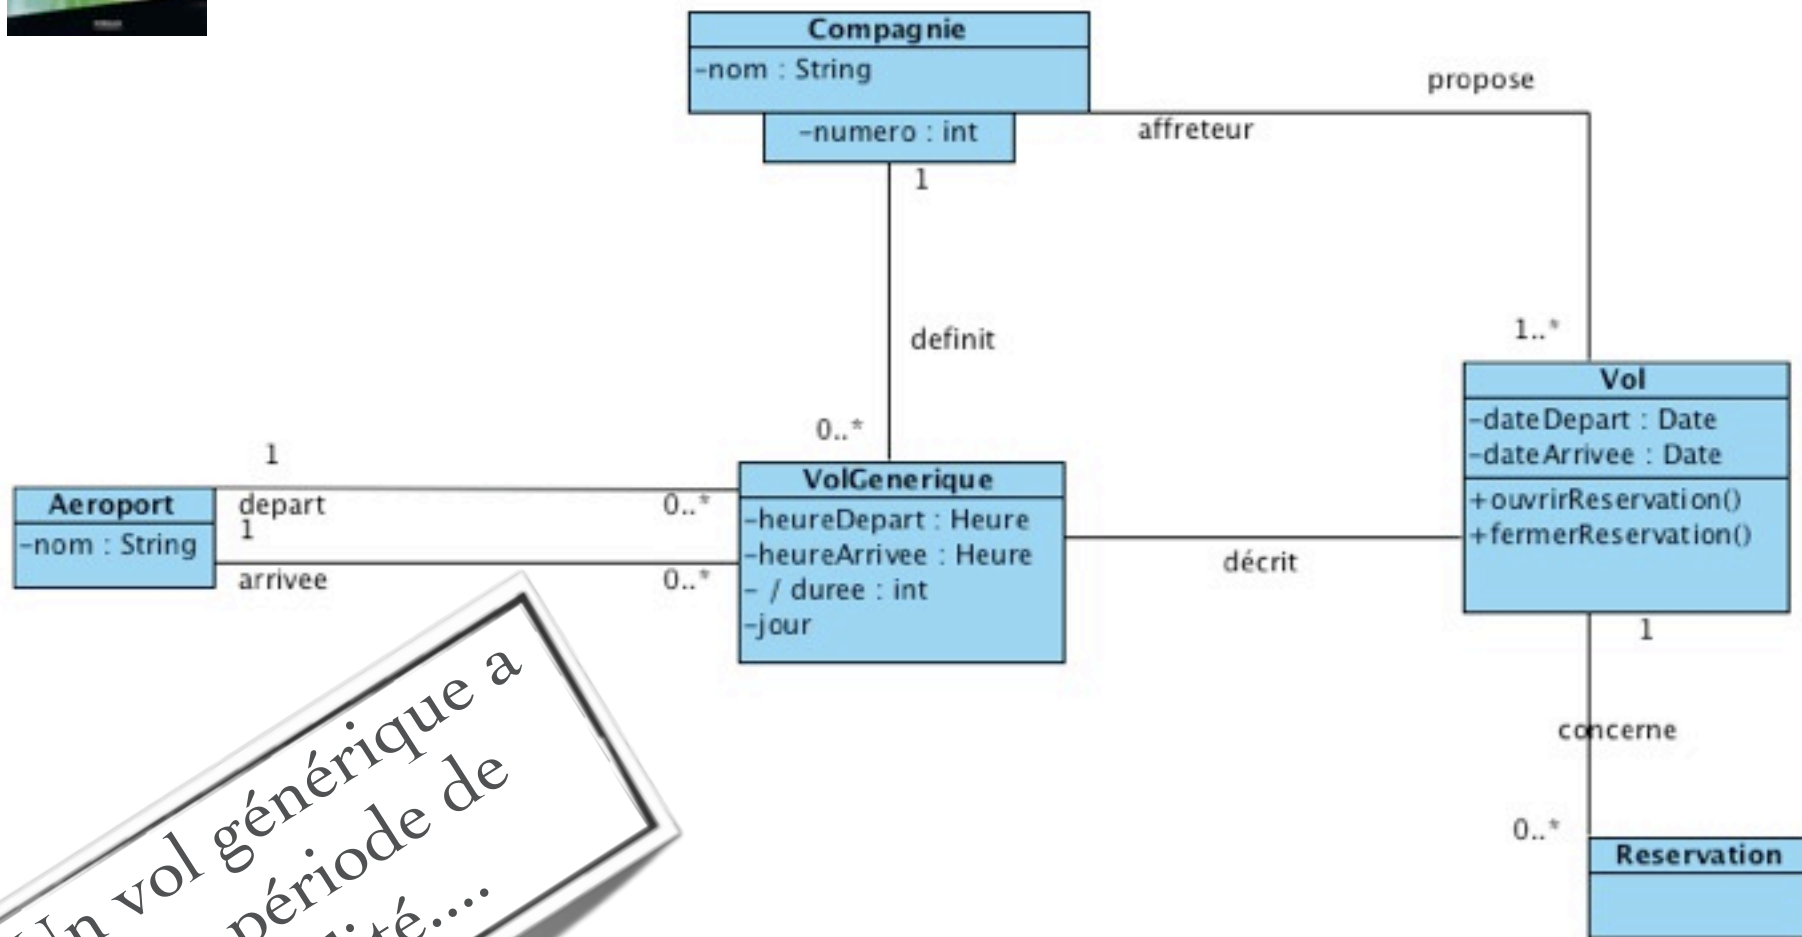 Compagnie
-nom : String
-numero : int
propose
affreteur
1
definit
1..*
0..*
Vol
-dateDepart : Date
-dateArrivee : Date
+ouvrirReservation()
+fermerReservation()
1
Aeroport
-nom : String
depart
1
arrivee
0..*
0..*
VolGenerique
-heureDepart : Heure
-heureArrivee : Heure
- / duree : int
-jour
décrit
1
concerne
0..*
Reservation
Un vol générique a
période de